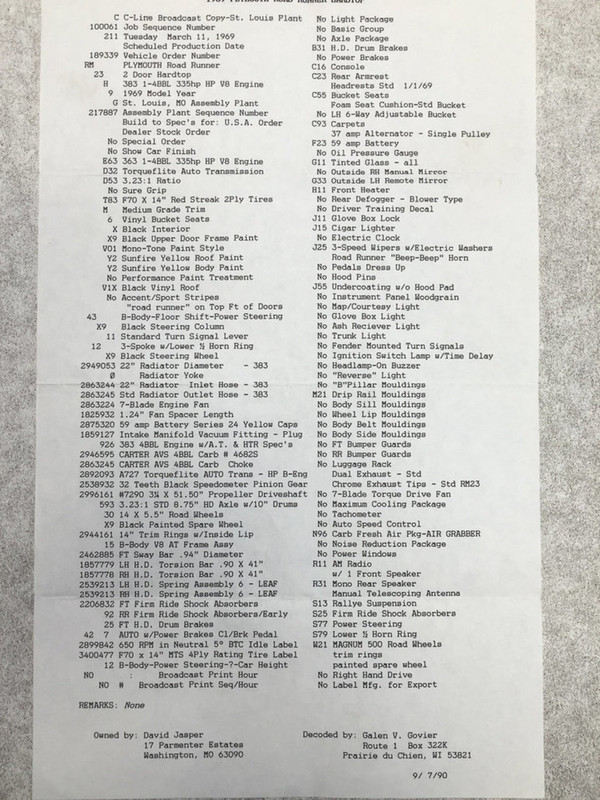 1969 PLYMOUTH ROAD RUNNER HARDTOP
C C-Line Broadcast Copy-St. Louis Plant
100061 Job Sequence Number
211 Tuesday March 11, 1969
Scheduled Production Date
189339 Vehicle Order Number
RM PLYMOUTH Road Runner
23 2 Door Hardtop
H 383 1-4BBL 335hp HP V8 Engine
9 1969 Model Year
G St. Louis, MO Assembly Plant
217887 Assembly Plant Sequence Number
Build to Spec's for: U.S.A. Order
Dealer Stock Order
No Special Order
No Show Car Finish
E63 363 1-4BBL 335hp HP V8 Engine
D32 Torqueflite Auto Transmission
D53 3.23:1 Ratio
No Sure Grip
T83 F70 X 14" Red Streak 2Ply Tires
M Medium Grade Trim
6 Vinyl Bucket Seats
X Black Interior
X9 Black Upper Door Frame Paint
VO1 Mono-Tone Paint Style
Y2 Sunfire Yellow Roof Paint
Y2 Sunfire Yellow Body Paint
No Performance Paint Treatment
V1X Black Vinyl Roof
No Accent/Sport Stripes
"road runner" on Top Ft of Doors
43 B-Body-Floor Shift-Power Steering
X9 Black Steering Column
11 Standard Turn Signal Lever
12 3-Spoke w/Lower ½ Horn Ring
X9 Black Steering Wheel
2949053 22" Radiator Diameter - 383
0 Radiator Yoke
2863244 22" Radiator Inlet Hose - 383
2863245 Std Radiator Outlet Hose - 383
2863224 7-Blade Engine Fan
1825932 1.24" Fan Spacer Length
2875320 59 amp Battery Series 24 Yellow Caps
1859127 Intake Manifold Vacuum Fitting - Plug
926 383 4BBL Engine w/A.T. & HTR Spec's
2946595 CARTER AVS 4BBL Carb # 4682S
2863245 CARTER AVS 4BBL Carb Choke
2892093 A727 Torqueflite AUTO Trans - HP B-Eng
2538932 32 Teeth Black Speedometer Pinion Gear
2996161 #7290 3¼ X 51.50" Propeller Driveshaft
593 3.23:1 STD 8.75" HD Axle w/10" Drums
30 14 X 5.5" Road Wheels
X9 Black Painted Spare Wheel
2944161 14" Trim Rings w/Inside Lip
15 B-Body V8 AT Frame Assy
2462885 FT Sway Bar .94" Diameter
1857779 LH H.D. Torsion Bar .90 X 41"
1857778 RH H.D. Torsion Bar .90 X 41"
2539213 LH H.D. Spring Assembly 6 - LEAF
2539213 RH H.D. Spring Assembly 6 - LEAF
2206832 FT Firm Ride Shock Absorbers
92 RR Firm Ride Shock Absorbers/Early
25 FT H.D. Drum Brakes
42 7 AUTO w/Power Brakes Cl/Brk Pedal
2899842 650 RPM in Neutral 5° BTC Idle Label
3400477 F70 x 14" MTS 4Ply Rating Tire Label
12 B-Body-Power Steering-?-Car Height
NO : Broadcast Print Hour
NO # Broadcast Print Seq/Hour
No Light Package
No Basic Group
No Axle Package
B31 H.D. Drum Brakes
No Power Brakes
C16 Console
C23 Rear Armrest
Headrests Std 1/1/69
C55 Bucket Seats
Foam Seat Cushion-Std Bucket
No LH 6-Way Adjustable Bucket
C93 Carpets
37 amp Alternator - Single Pulley
F23 59 amp Battery
No Oil Pressure Gauge
G11 Tinted Glass - all
No Outside RH Manual Mirror
G33 Outside LH Remote Mirror
H11 Front Heater
No Rear Defogger - Blower Type
No Driver Training Decal
J11 Glove Box Lock
J15 Cigar Lighter
No Electric Clock
J25 3-Speed Wipers w/Electric Washers
Road Runner "Beep-Beep" Horn
No Pedals Dress Up
No Hood Pins
J55 Undercoating w/o Hood Pad
No Instrument Panel Woodgrain
No Map/Courtesy Light
No Glove Box Light
No Ash Reciever Light
No Trunk Light
No Fender Mounted Turn Signals
No Ignition Switch Lamp w/Time Delay
No Headlamp-On Buzzer
No "Reverse" Light
No "B"Pillar Mouldings
M21 Drip Rail Mouldings
No Body Sill Mouldings
No Wheel Lip Mouldings
No Body Belt Mouldings
No Body Side Mouldings
No FT Bumper Guards
No RR Bumper Guards
No Luggage Rack
Dual Exhaust - Std
Chrome Exhaust Tips - Std RM23
No 7-Blade Torque Drive Fan
No Maximum Cooling Package
No Tachometer
No Auto Speed Control
N96 Carb Fresh Air Pkg-AIR GRABBER
No Noise Reduction Package
No Power Windows
R11 AM Radio
w/ 1 Front Speaker
R31 Mono Rear Speaker
Manual Telescoping Antenna
S13 Rallye Suspension
S25 Firm Ride Shock Absorbers
S77 Power Steering
S79 Lower ½ Horn Ring
W21 MAGNUM 500 Road Wheels
trim rings
painted spare wheel
No Right Hand Drive
No Label Mfg. for Export
REMARKS: None
Owned by: David Jasper
17 Parmenter Estates
Washington, MO 63090
Decoded by: Galen V. Govier
Route 1 Box 322K
Prairie du Chien, WI 53821
9/ 7/90